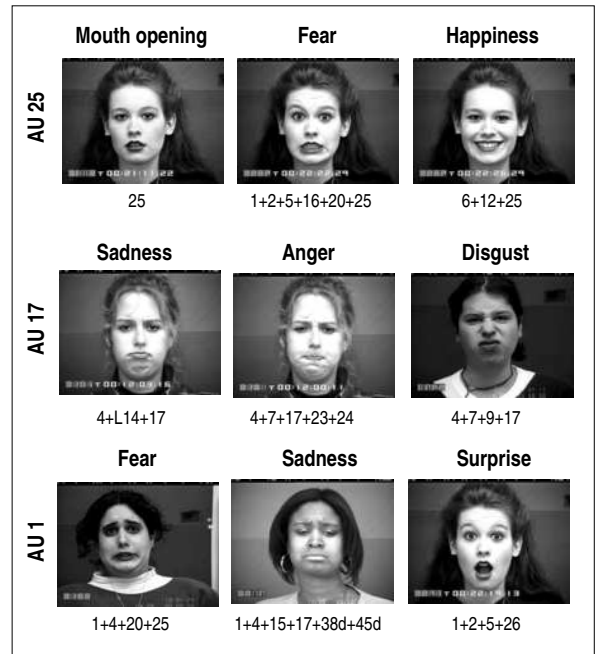 Mouth opening Fear Happiness
AU 25
25 1+2+5+16+20+25 6+12+25
Sadness Anger Disgust
AU 17
4+L14+17 4+7+17+23+24 4+7+9+17
Fear Sadness Surprise
AU 1
1+4+20+25 1+4+15+17+38d+45d 1+2+5+26